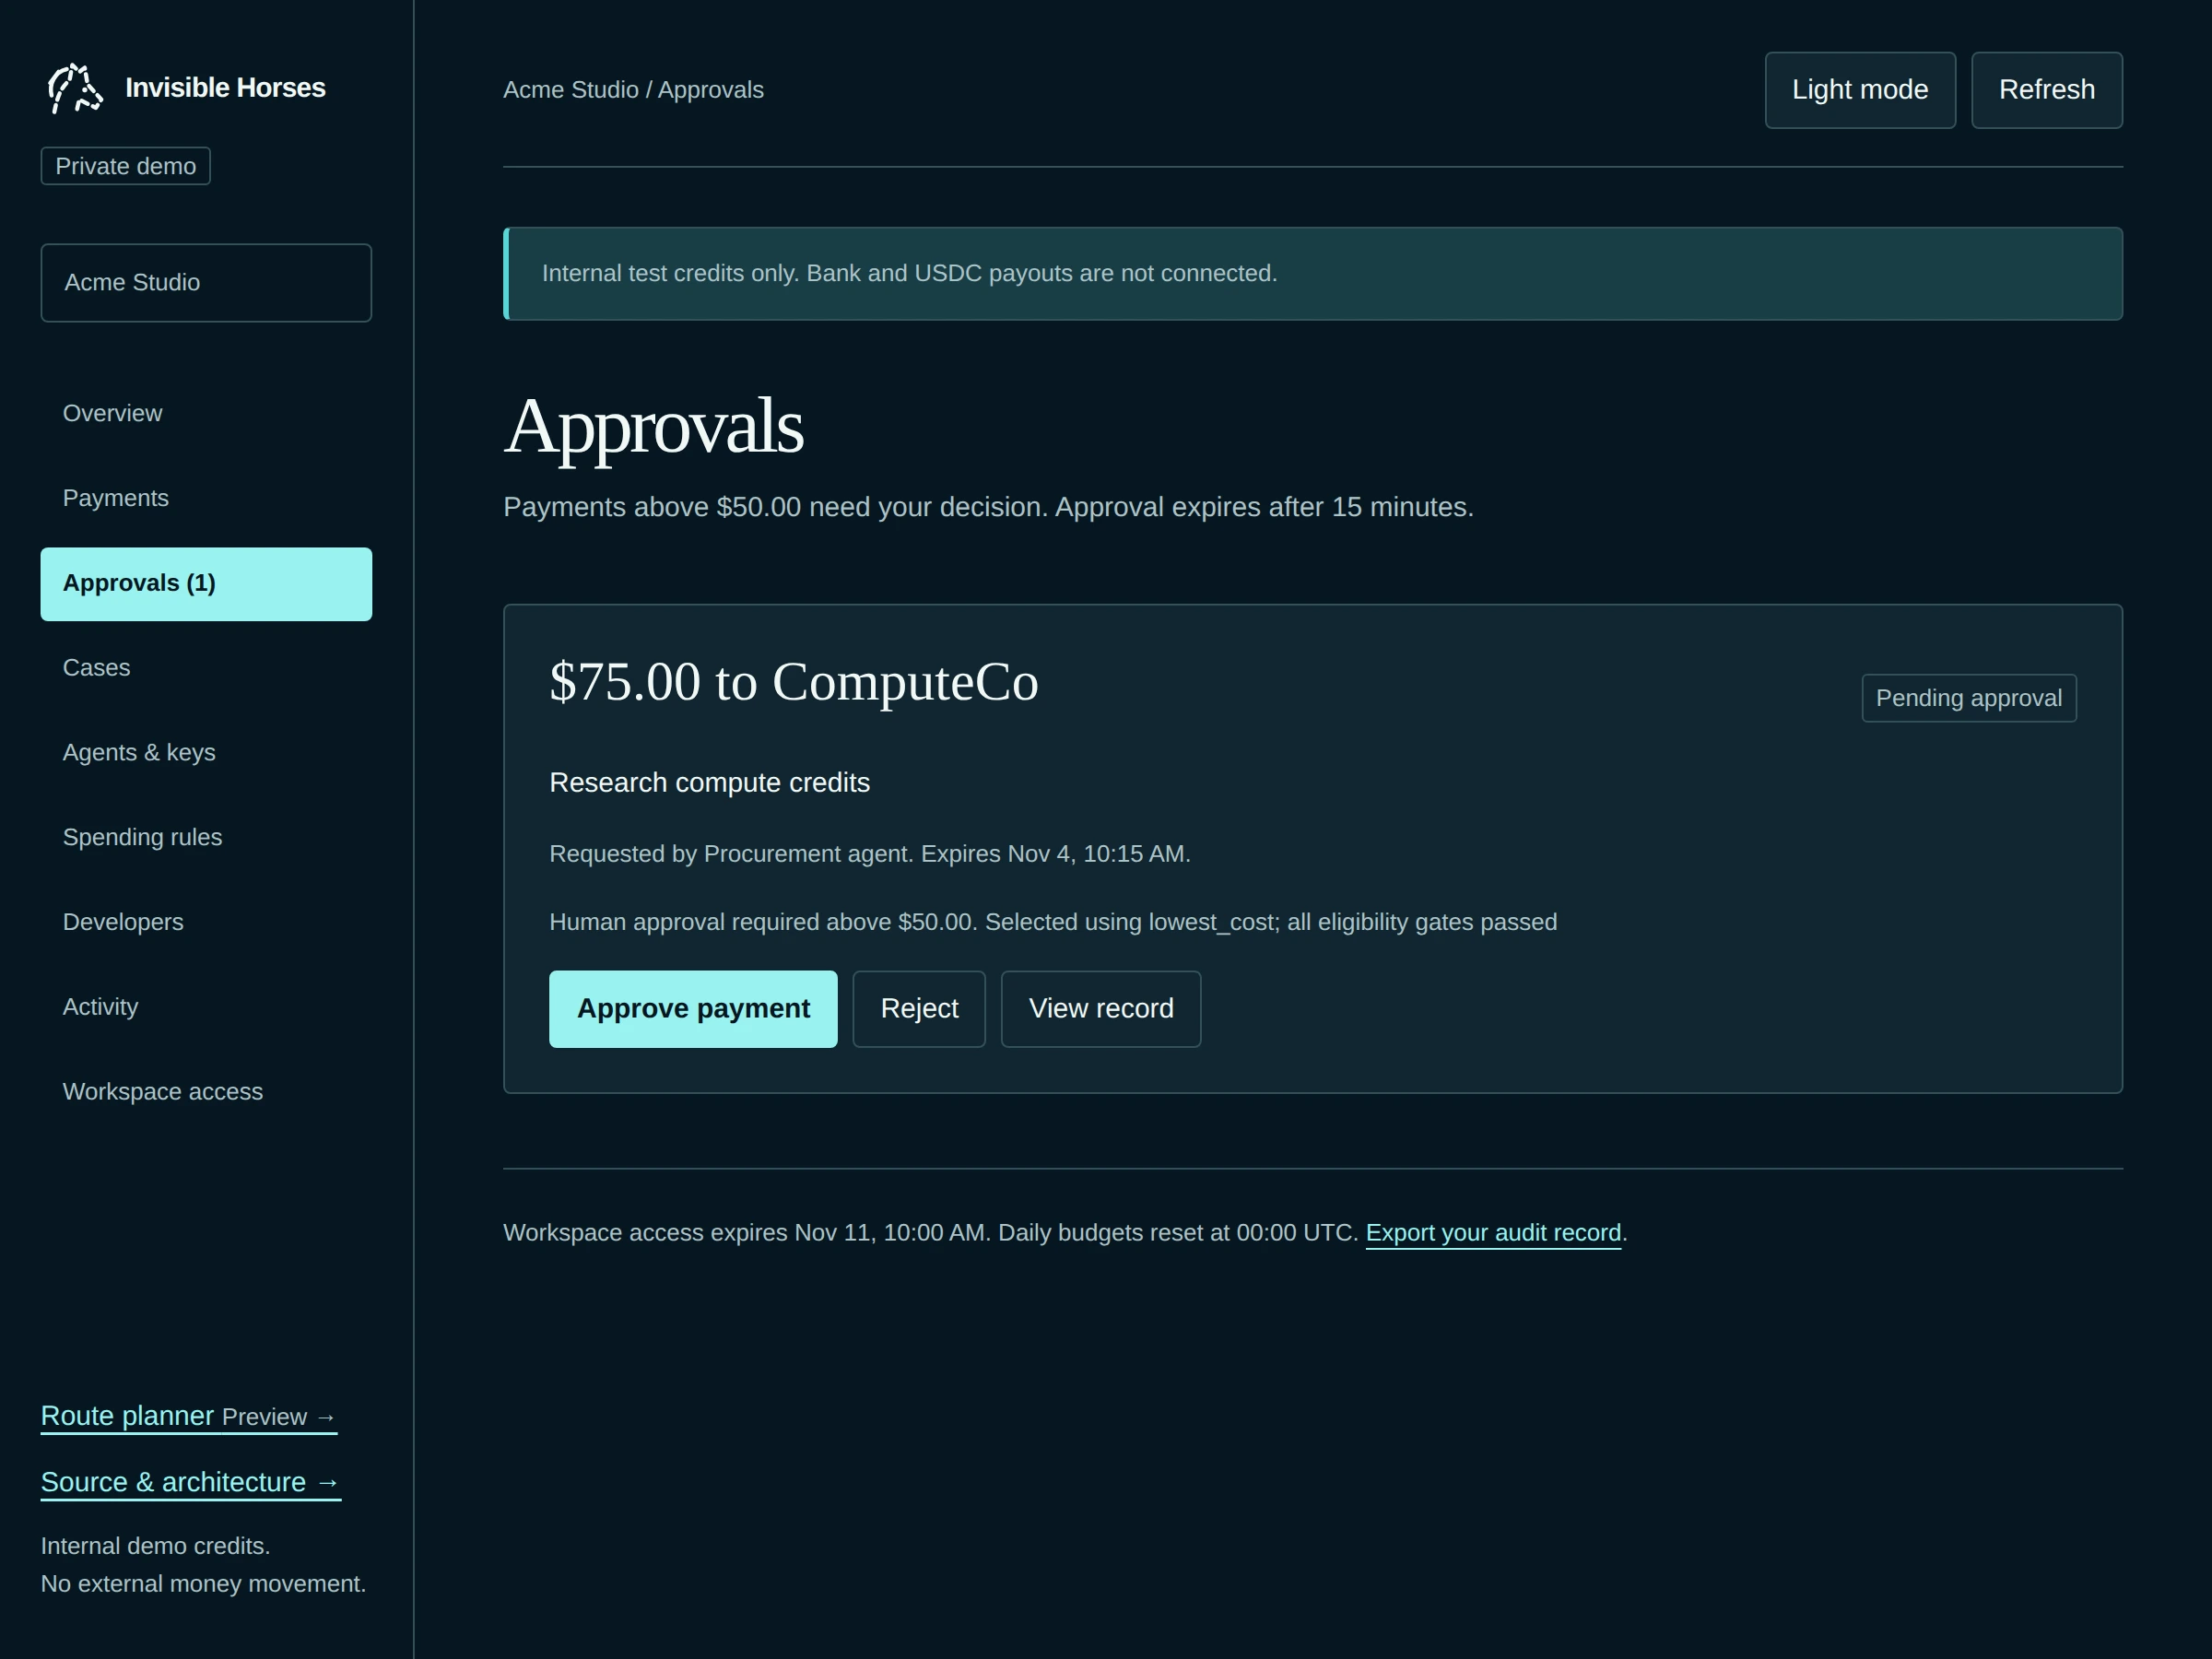 Invisible Horses
Private demo
Acme Studio
Overview
Payments
Approvals (1)
Cases
Agents & keys
Spending rules
Developers
Activity
Workspace access
Route planner Preview →
Source & architecture →
Internal demo credits.
No external money movement.
Acme Studio / Approvals
Light mode
Refresh
Internal test credits only. Bank and USDC payouts are not connected.
Approvals
Payments above $50.00 need your decision. Approval expires after 15 minutes.
$75.00 to ComputeCo
Pending approval
Research compute credits
Requested by Procurement agent. Expires Nov 4, 10:15 AM.
Human approval required above $50.00. Selected using lowest_cost; all eligibility gates passed
Approve payment
Reject
View record
Workspace access expires Nov 11, 10:00 AM. Daily budgets reset at 00:00 UTC. Export your audit record.